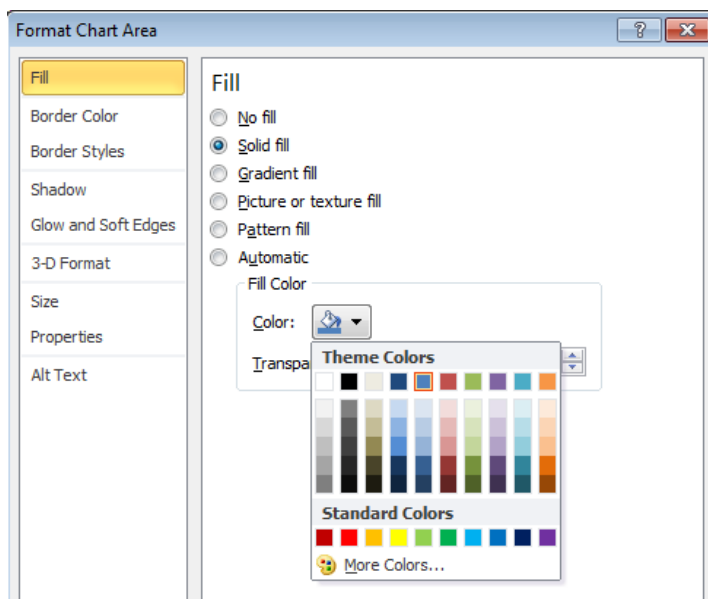 Format Chart Area
Fill
Border Color
Border Styles
Shadow
Glow and Soft Edges
3-D Format
Size
Properties
Alt Text
Fill
No fill
Solid fill
Gradient fill
Picture or texture fill
Pattern fill
Automatic
Fill Color
Color:
Transpa
Theme Colors
Standard Colors
More Colors...